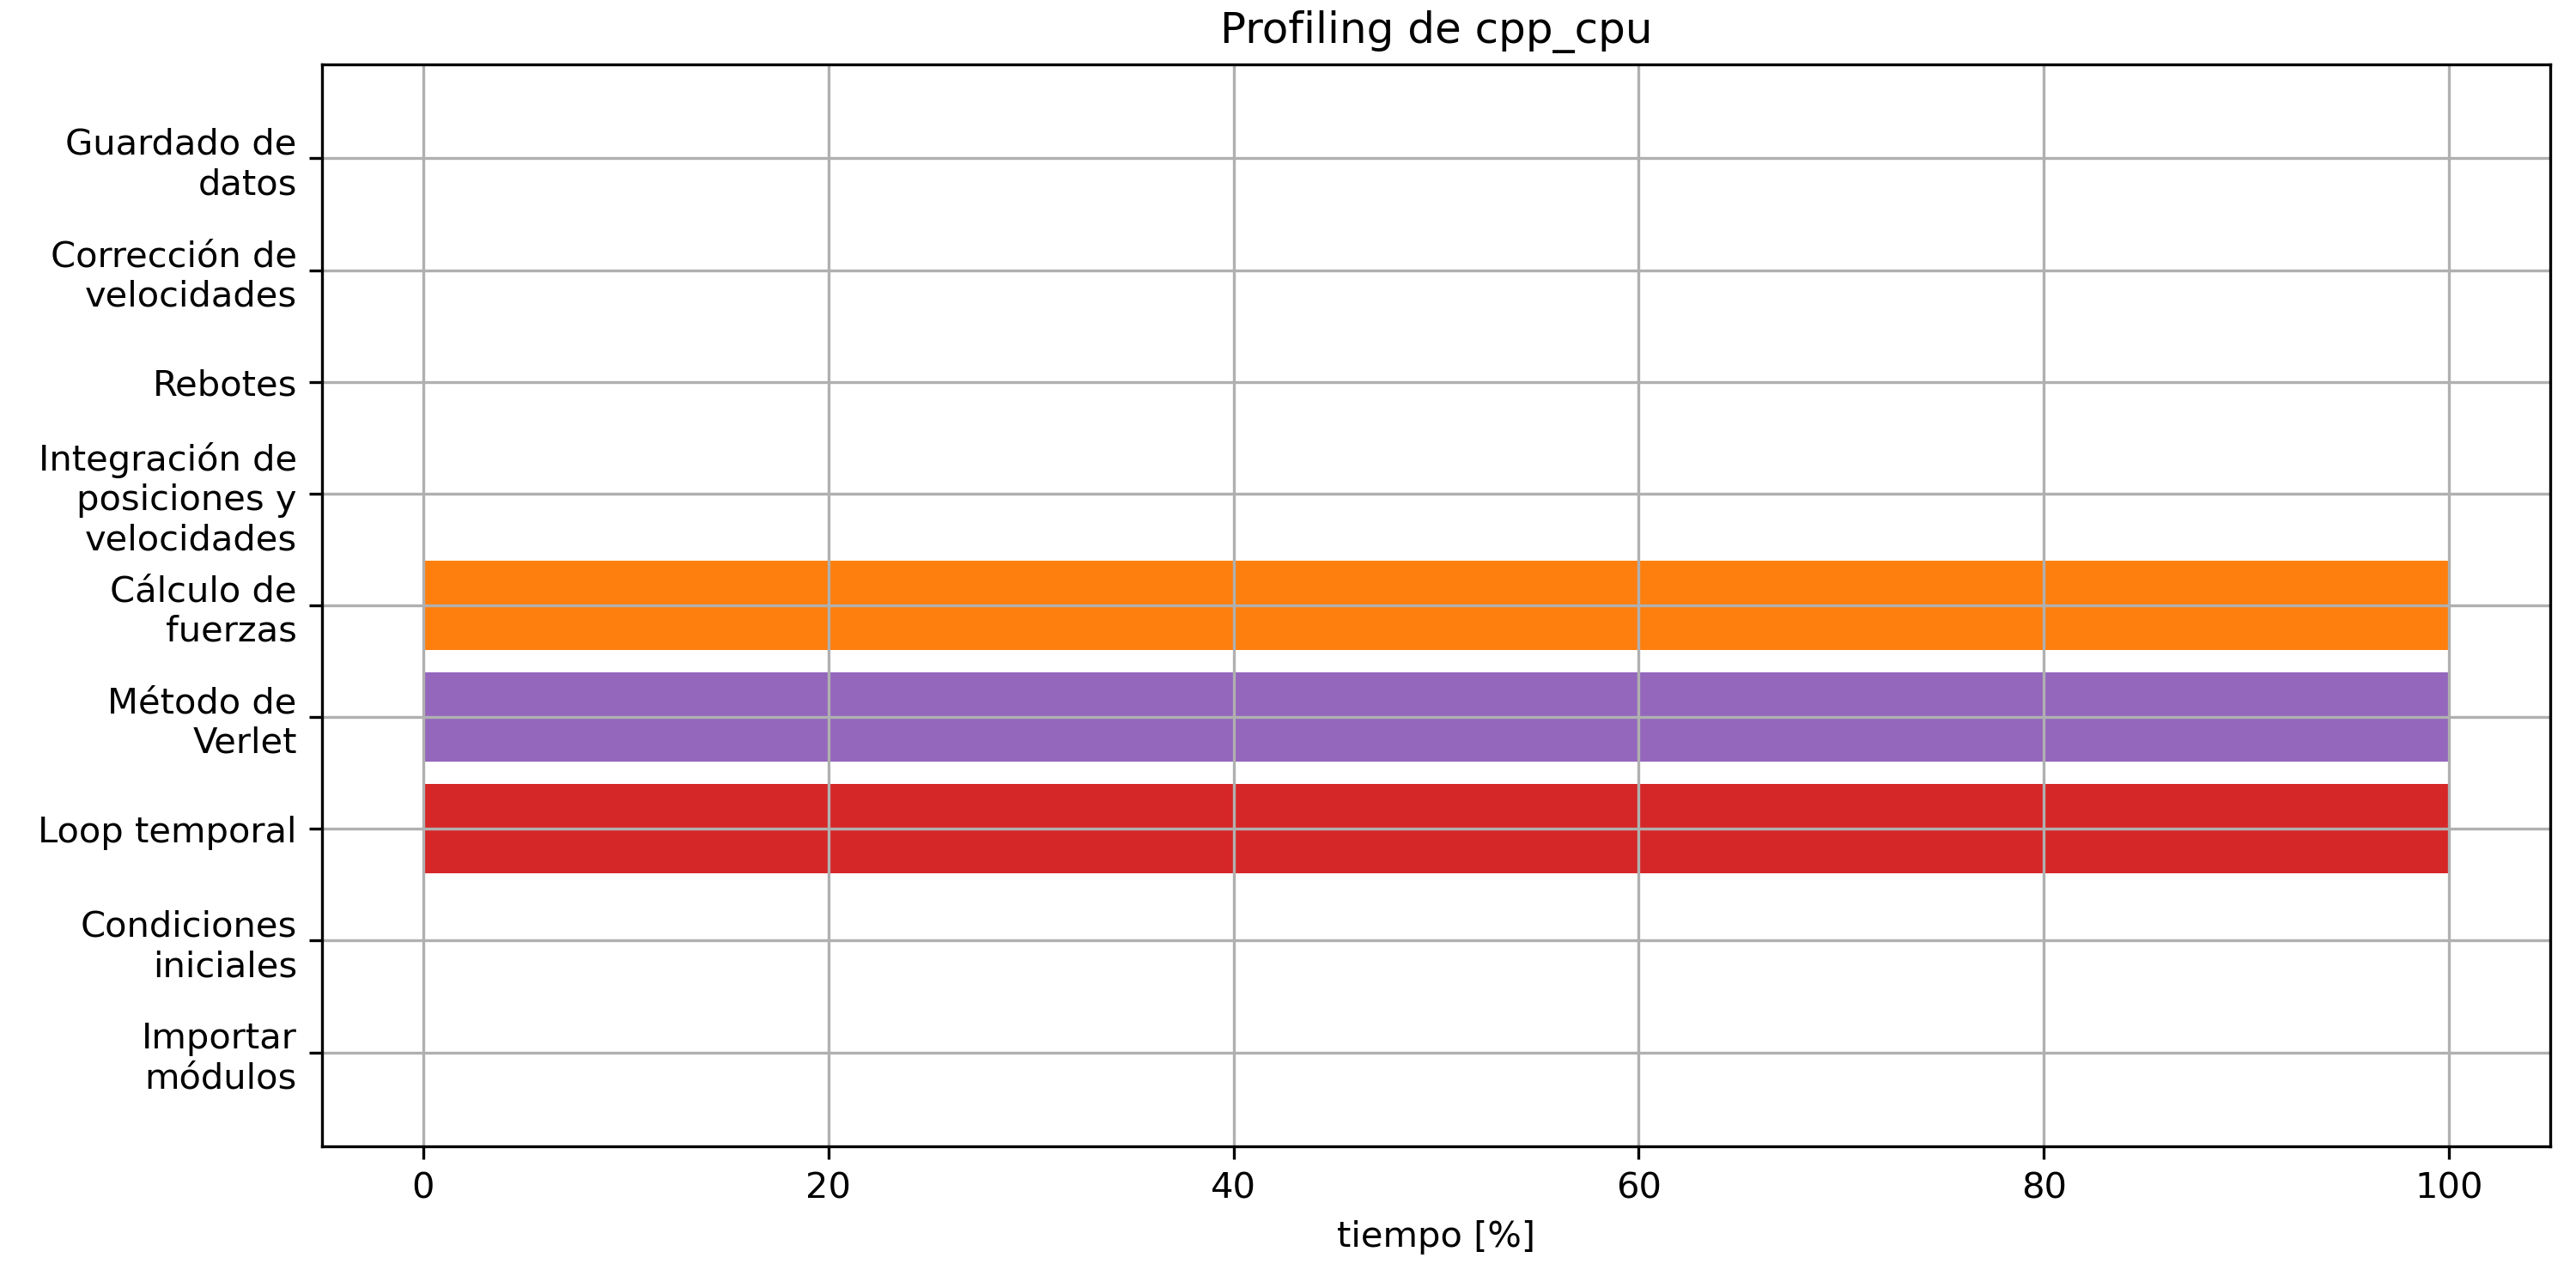 Profiling de cpp_cpu
Guardado de
datos
Corrección de
velocidades
Rebotes
Integración de
posiciones y
velocidades
Cálculo de
fuerzas
Método de
Verlet
Loop temporal
Condiciones
iniciales
Importar
módulos
0 20 40 60 80 100
tiempo [%]